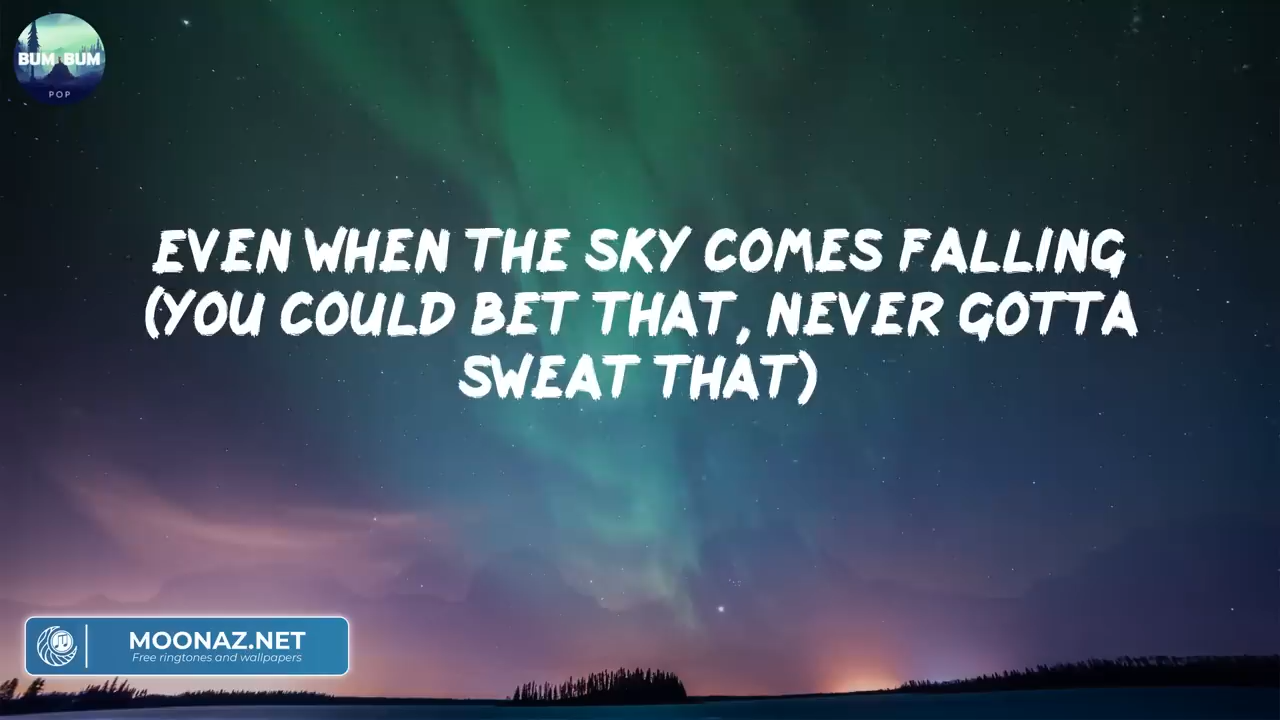 BUM BUM
POP
EVEN WHEN THE SKY COMES FALLING
(YOU COULD BET THAT, NEVER GOTTA
SWEAT THAT)
MOONAZ.NET
Free ringtones and wallpapers